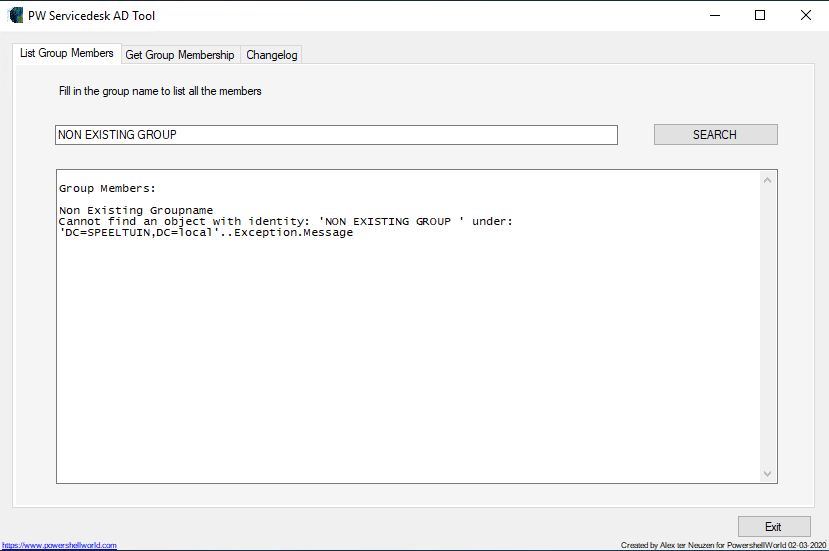 PW Servicedesk AD Tool
List Group Members Get Group Membership Changelog
Fill in the group name to list all the members
NON EXISTING GROUP SEARCH
Group Members:
Non Existing Groupname
Cannot find an object with identity: 'NON EXISTING GROUP ' under:
'DC=SPEELTUIN,DC=local'..Exception.Message
Exit
https://www.powershellworld.com Created by Alex ter Neuzen for PowershellWorld 02-03-2020